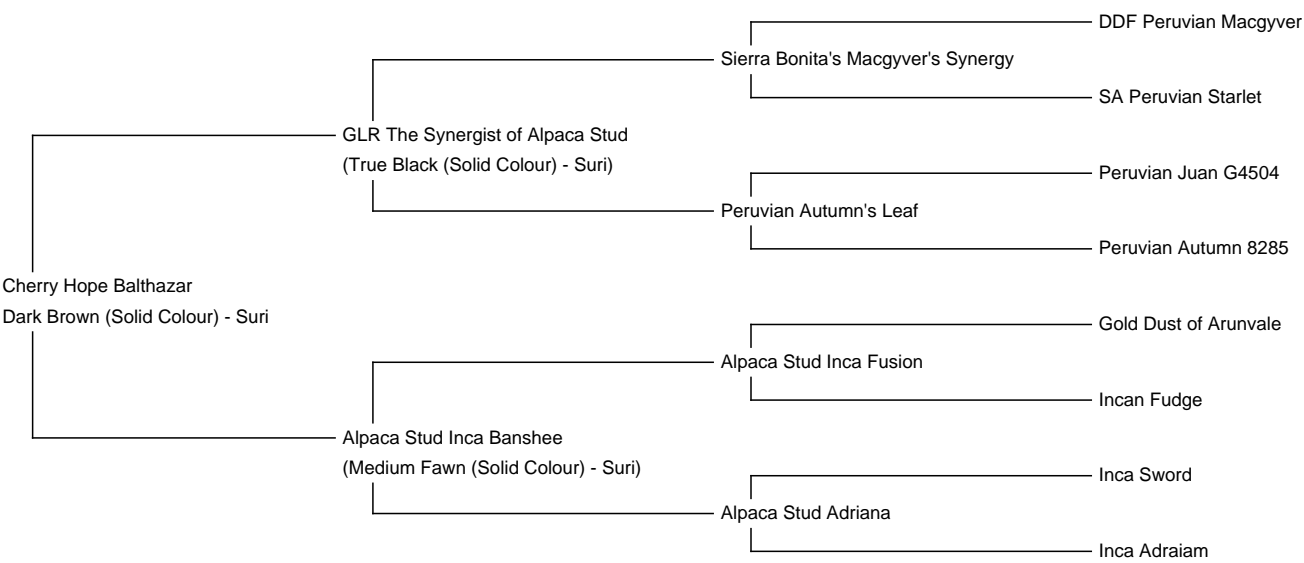 DDF Peruvian Macgyver
Sierra Bonita's Macgyver's Synergy
SA Peruvian Starlet
GLR The Synergist of Alpaca Stud
(True Black (Solid Colour) - Suri)
Peruvian Juan G4504
Peruvian Autumn's Leaf
Peruvian Autumn 8285
Cherry Hope Balthazar
Dark Brown (Solid Colour) - Suri
Gold Dust of Arunvale
Alpaca Stud Inca Fusion
Incan Fudge
Alpaca Stud Inca Banshee
(Medium Fawn (Solid Colour) - Suri)
Inca Sword
Alpaca Stud Adriana
Inca Adraiam